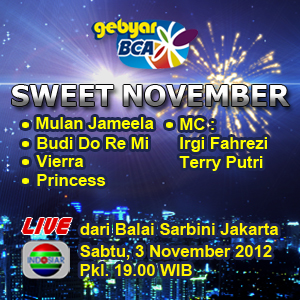 gebyar
BCA
SWEET NOVEMBER
• Mulan Jameela
• Budi Do Re Mi
• Vierra
• Princess
• MC :
Irgi Fahrezi
Terry Putri
LIVE dari Balai Sarbini Jakarta
INDOSIAR Sabtu, 3 November 2012
Pkl. 19.00 WIB